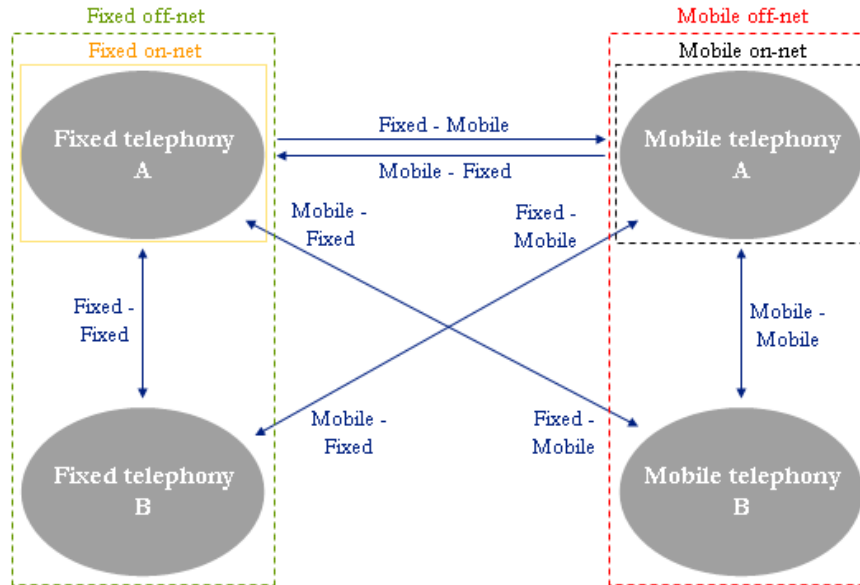 Fixed off-net
Mobile off-net
Fixed on-net
Mobile on-net
Fixed telephony
A
Fixed - Mobile
Mobile - Fixed
Mobile telephony
A
Mobile -
Fixed
Fixed -
Mobile
Fixed -
Fixed
Mobile -
Mobile
Mobile -
Fixed
Fixed -
Mobile
Fixed telephony
B
Mobile telephony
B